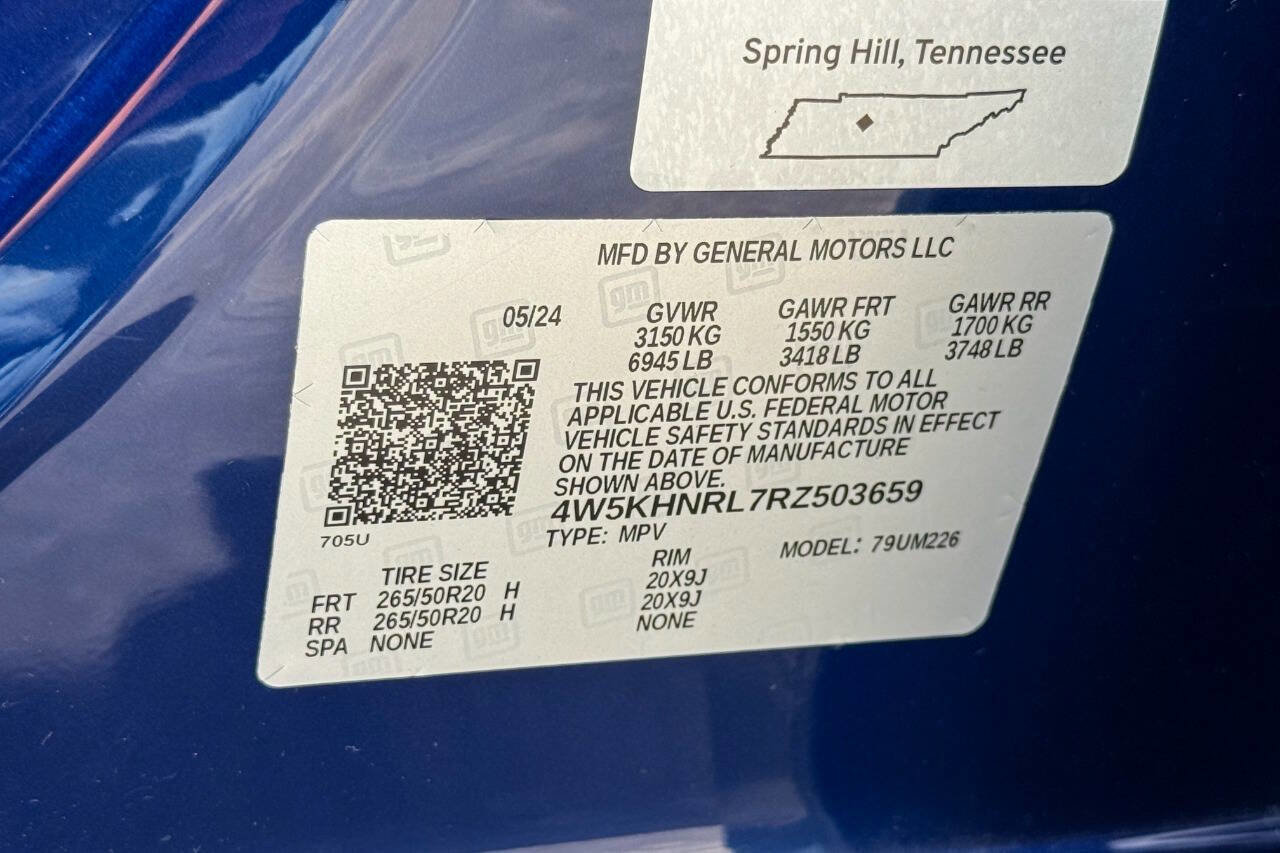 Spring Hill, Tennessee
MFD BY GENERAL MOTORS LLC
05/24 GVWR GAWR FRT GAWR RR
3150 KG 1550 KG 1700 KG
6945 LB 3418 LB 3748 LB
THIS VEHICLE CONFORMS TO ALL
APPLICABLE U.S. FEDERAL MOTOR
VEHICLE SAFETY STANDARDS IN EFFECT
ON THE DATE OF MANUFACTURE
SHOWN ABOVE.
4W5KHNRL7RZ503659
705U
TYPE: MPV MODEL: 79UM226
TIRE SIZE RIM
FRT 265/50R20 H 20X9J
RR 265/50R20 H 20X9J
SPA NONE NONE